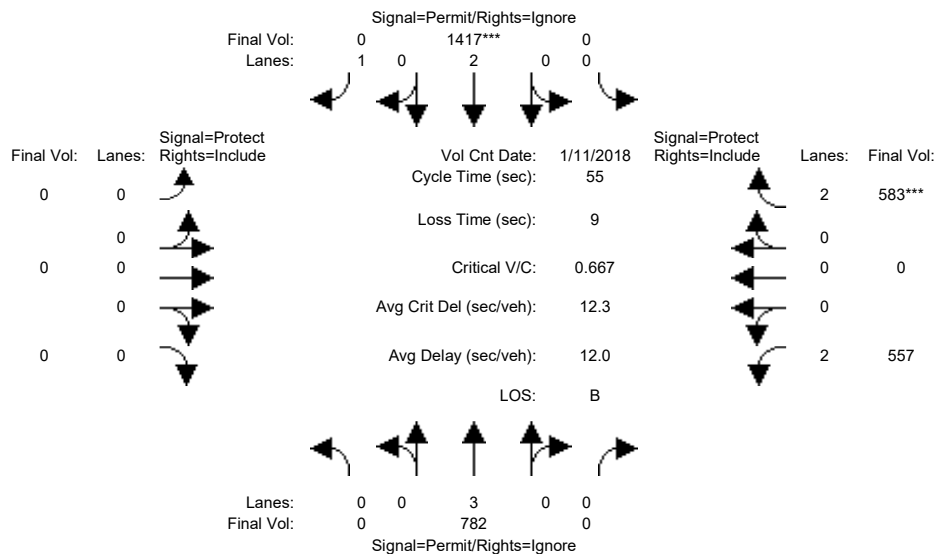 Signal=Permit/Rights=Ignore
Final Vol: 0 1417*** 0
Lanes: 1 0 2 0 0
Signal=Protect
Final Vol: Lanes: Rights=Include
Vol Cnt Date: 1/11/2018
Signal=Protect
Rights=Include Lanes: Final Vol:
Cycle Time (sec): 55
0 0
2 583***
Loss Time (sec): 9
0
0
0 0
Critical V/C: 0.667
0 0
0
Avg Crit Del (sec/veh): 12.3
0
0 0
Avg Delay (sec/veh): 12.0
2 557
LOS: B
Lanes: 0 0 3 0 0
Final Vol: 0 782 0
Signal=Permit/Rights=Ignore